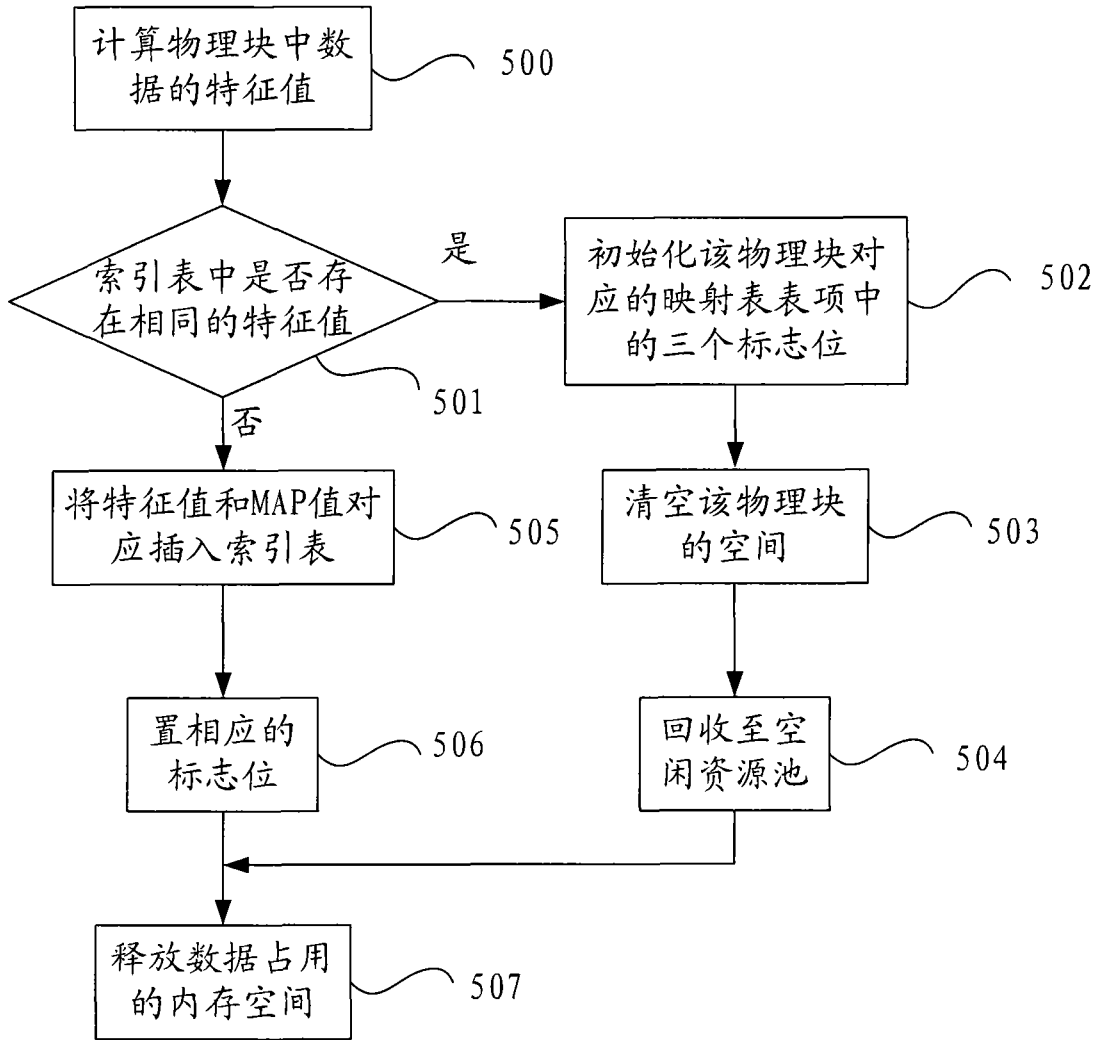 计算物理块中数
据的特征值
500
索引表中是否存
在相同的特征值
501
是
初始化该物理块对
应的映射表表项中
的三个标志位
502
否
将特征值和MAP值对
应插入索引表
505
清空该物理块
的空间
503
置相应的
标志位
506
回收至空
闲资源池
504
释放数据占用
的内存空间
507